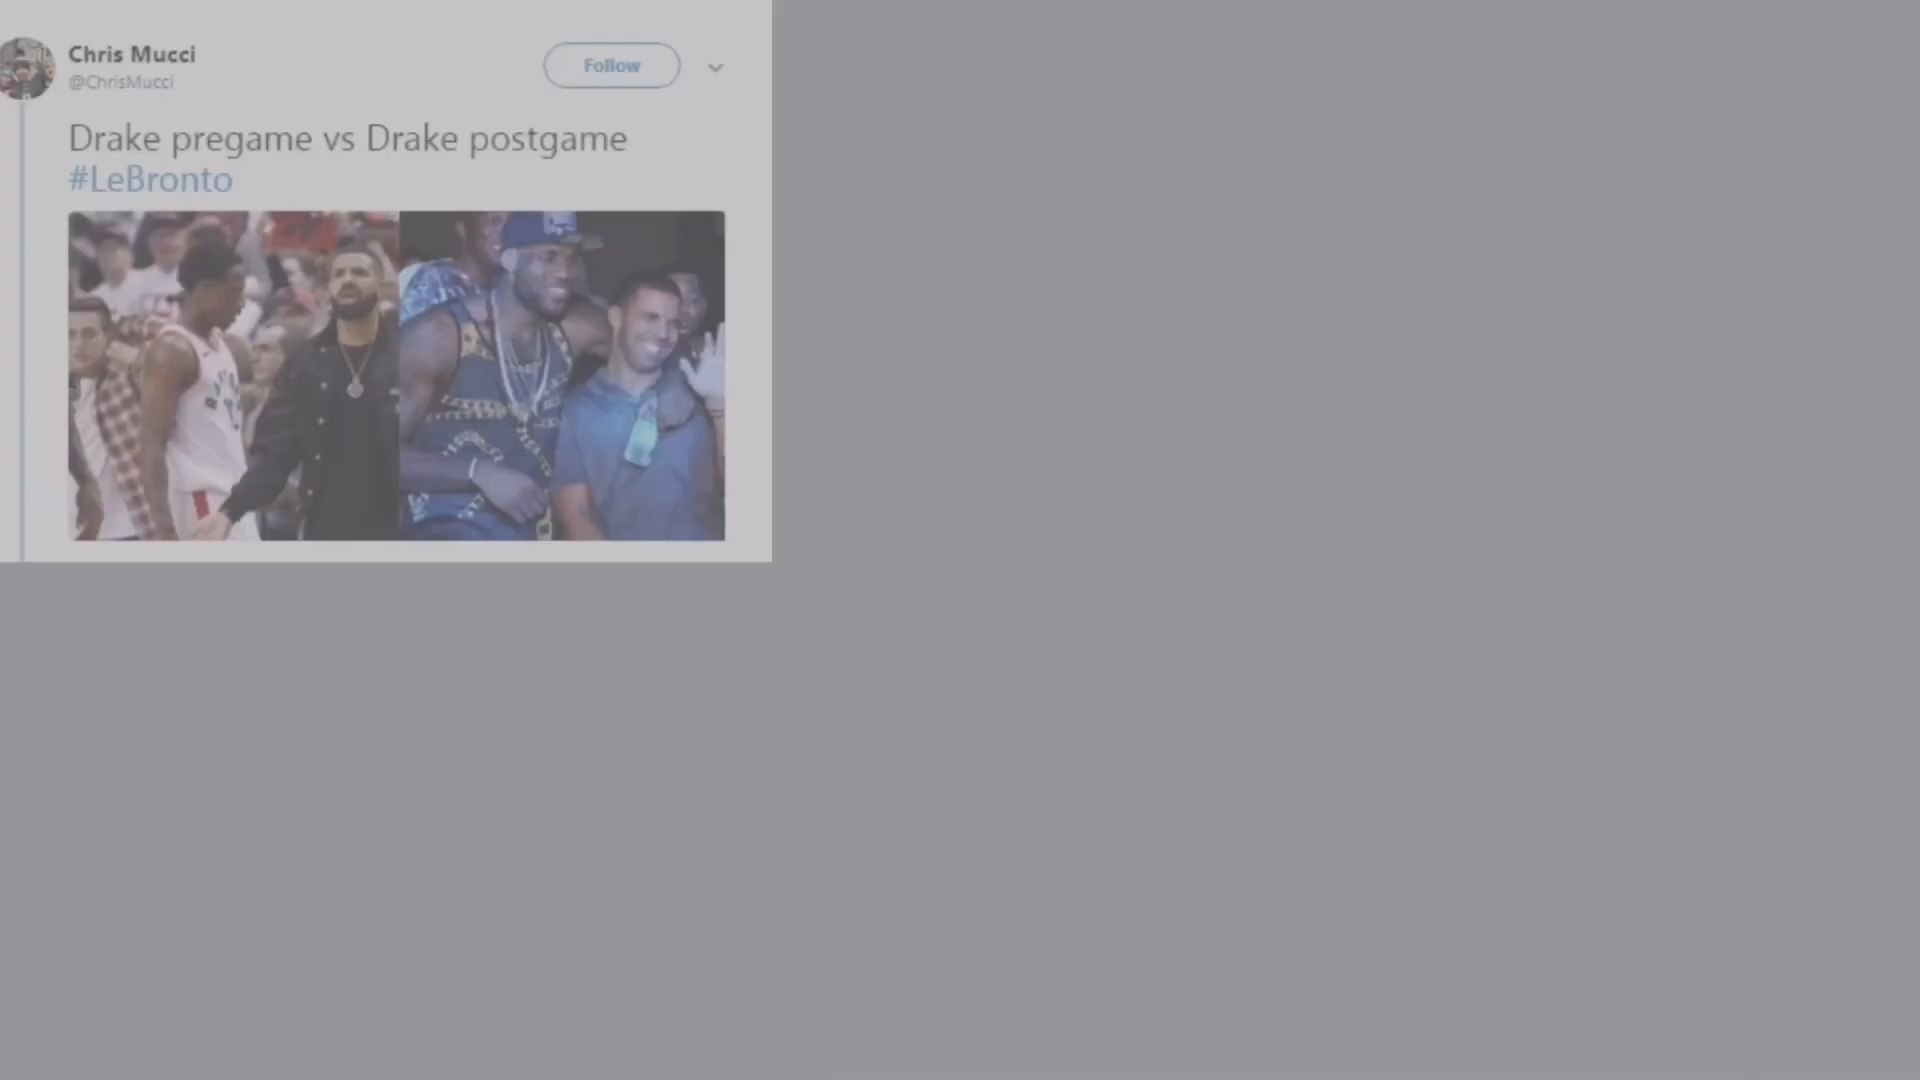 Chris Mucci
Follow
@ChrisMucci
Drake pregame vs Drake postgame
#LeBronto